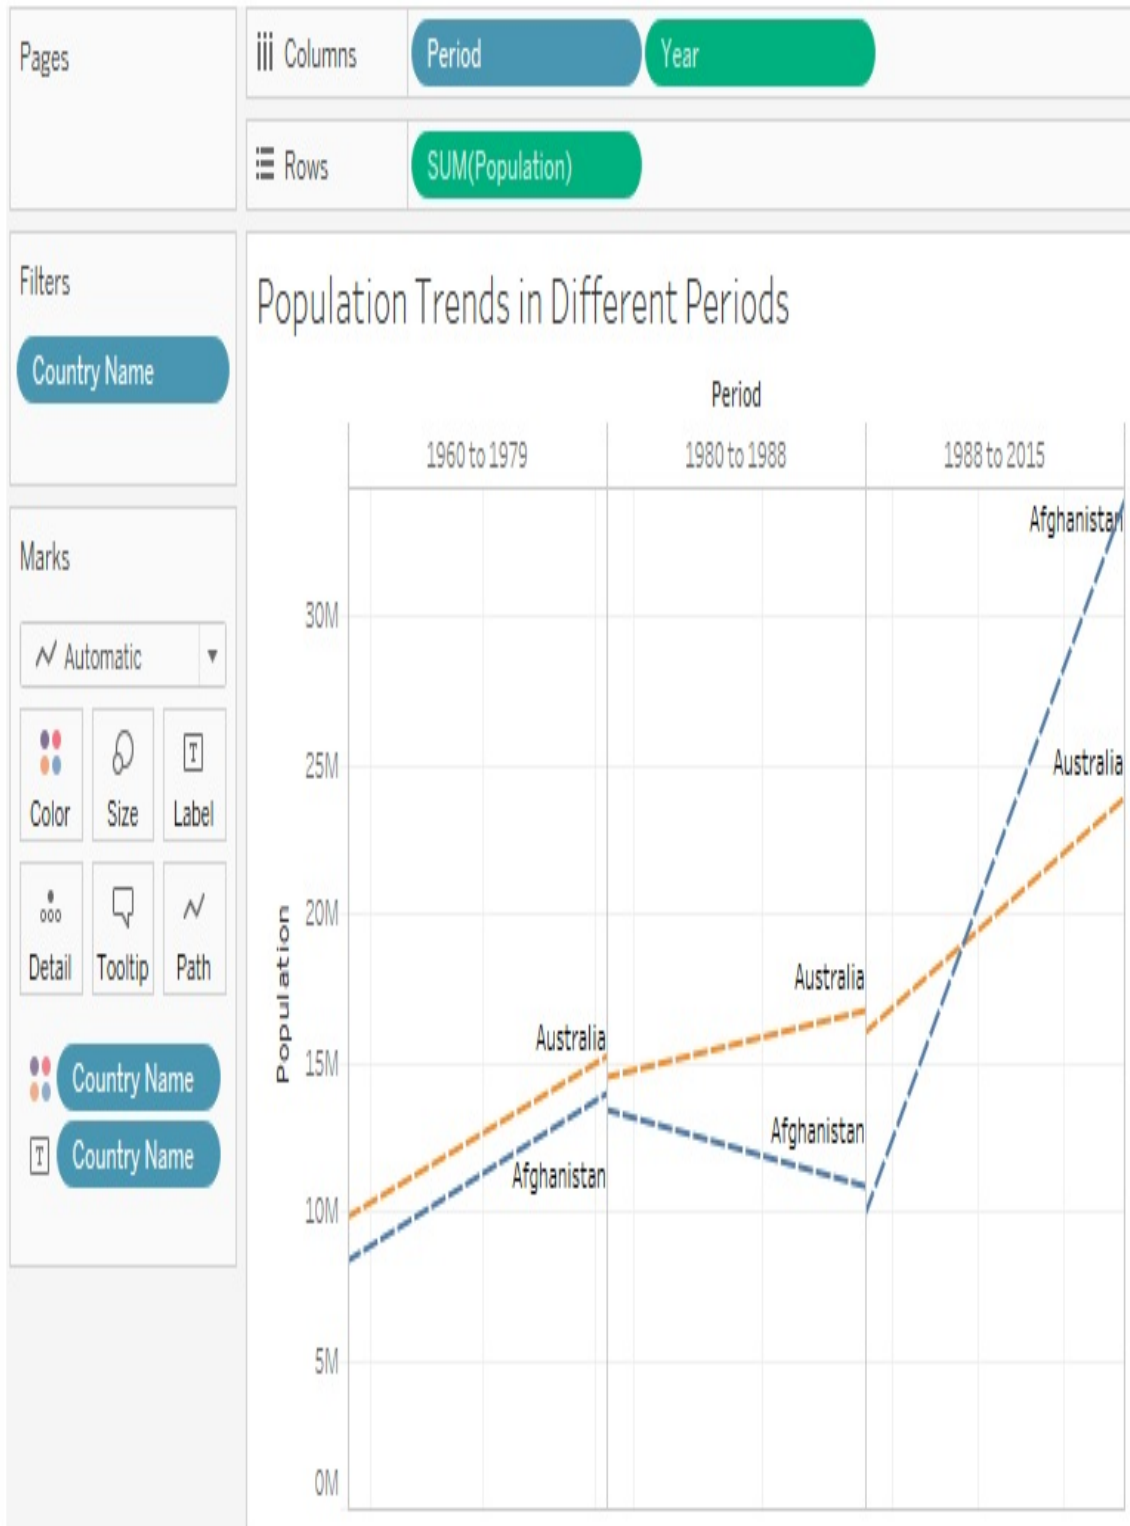 Pages
Columns
Period
Year
Rows
SUM(Population)
Filters
Country Name
Marks
Automatic
Color
Size
Label
Detail
Tooltip
Path
Country Name
T Country Name
Population Trends in Different Periods
Period
1960 to 1979
1980 to 1988
1988 to 2015
Population
30M
25M
20M
15M
10M
5M
0M
Australia
Afghanistan
Australia
Afghanistan
Afghanistan
Australia